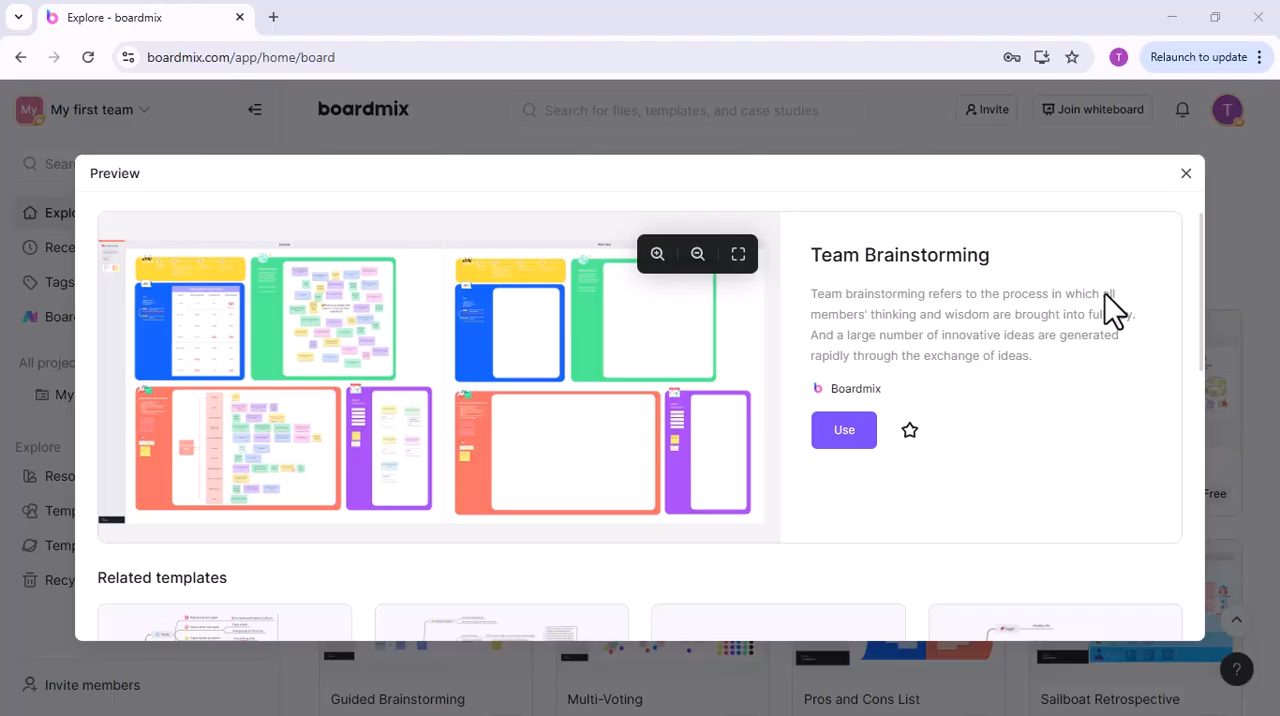 Explore - boardmix
boardmix.com/app/home/board
T
Relaunch to update
My
My first team
boardmix
Search for files, templates, and case studies
Invite
Join whiteboard
T
Sear
Preview
Explo
Rece
Tags
Boar
All projec
My
Explore
Reso
Temp
Temp
Recy
Team Brainstorming
Team brainstorming refers to the process in which all
members' thinking and wisdom are brought into full play.
And a large number of innovative ideas are generated
rapidly through the exchange of ideas.
Boardmix
Use
Free
Related templates
Invite members
Guided Brainstorming
Multi-Voting
Pros and Cons List
Sailboat Retrospective
?